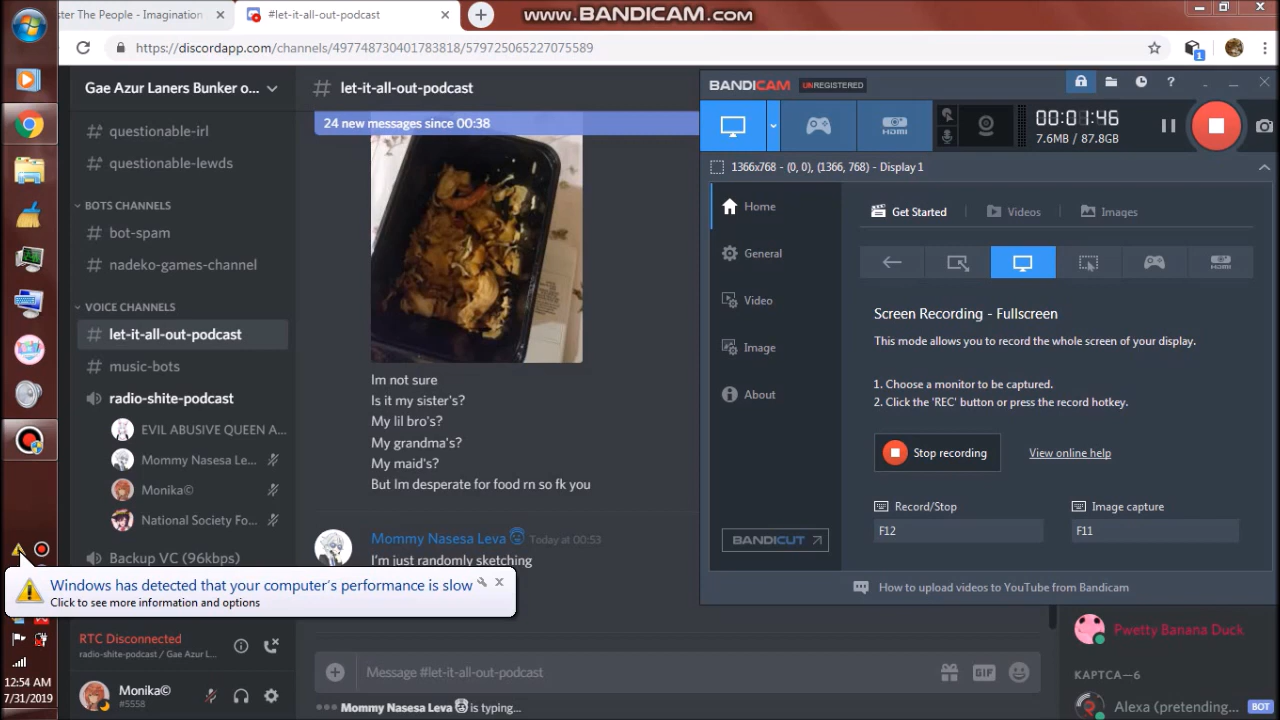 ster The People - Imagination
#let-it-all-out-podcast
www.BANDICAM.com
https://discordapp.com/channels/497748730401783818/579725065227075589
1
Gae Azur Laners Bunker o...
questionable-irl
questionable-lewds
BOTS CHANNELS
bot-spam
nadeko-games-channel
VOICE CHANNELS
let-it-all-out-podcast
music-bots
radio-shite-podcast
EVIL ABUSIVE QUEEN A...
Mommy Nasesa Le...
Monika©
National Society Fo...
Backup VC (96kbps)
Windows has detected that your computer's performance is slow
Click to see more information and options
RTC Disconnected
radio-shite-podcast / Gae Azur L...
Monika©
#5558
12:54 AM
7/31/2019
# let-it-all-out-podcast
24 new messages since 00:38
Im not sure
Is it my sister's?
My lil bro's?
My grandma's?
My maid's?
But Im desperate for food rn so fk you
Mommy Nasesa Leva Today at 00:53
I'm just randomly sketching
Message #let-it-all-out-podcast
GIF
Mommy Nasesa Leva is typing...
BANDICAM UNREGISTERED
HDMI
00:01:46
7.6MB / 87.8GB
1366x768 - (0, 0), (1366, 768) - Display 1
Home
General
Video
Image
About
BANDICUT
Get Started
Videos
Images
HDMI
Screen Recording - Fullscreen
This mode allows you to record the whole screen of your display.
1. Choose a monitor to be captured.
2. Click the 'REC' button or press the record hotkey.
Stop recording
View online help
Record/Stop
Image capture
F12
F11
How to upload videos to YouTube from Bandicam
Pwetty Banana Duck
KAPTCA—6
Alexa (pretending... BOT